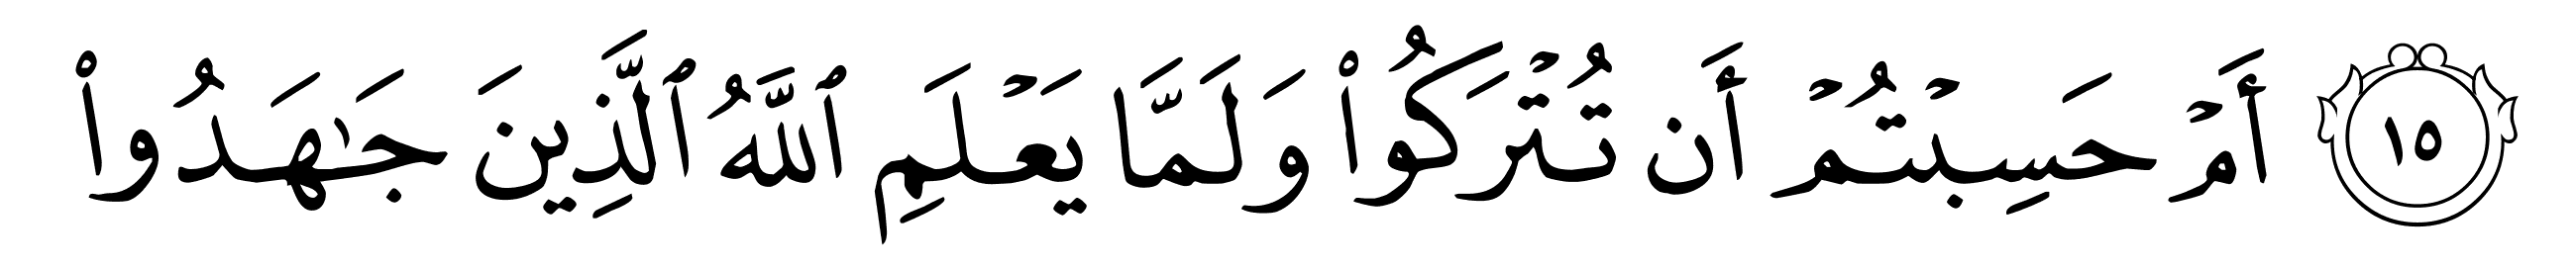 ١٥ أَمْ حَسِبْتُمْ أَن تُتْرَكُوا۟ وَلَمَّا يَعْلَمِ ٱللَّهُ ٱلَّذِينَ جَـٰهَدُوا۟